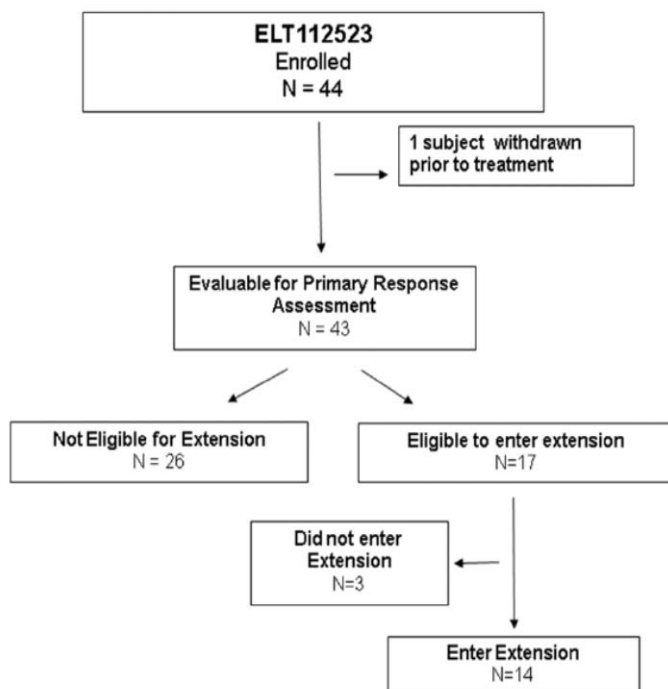 ELT112523
Enrolled
N = 44
1 subject withdrawn
prior to treatment
Evaluable for Primary Response
Assessment
N = 43
Not Eligible for Extension
N = 26
Eligible to enter extension
N=17
Did not enter
Extension
N=3
Enter Extension
N=14